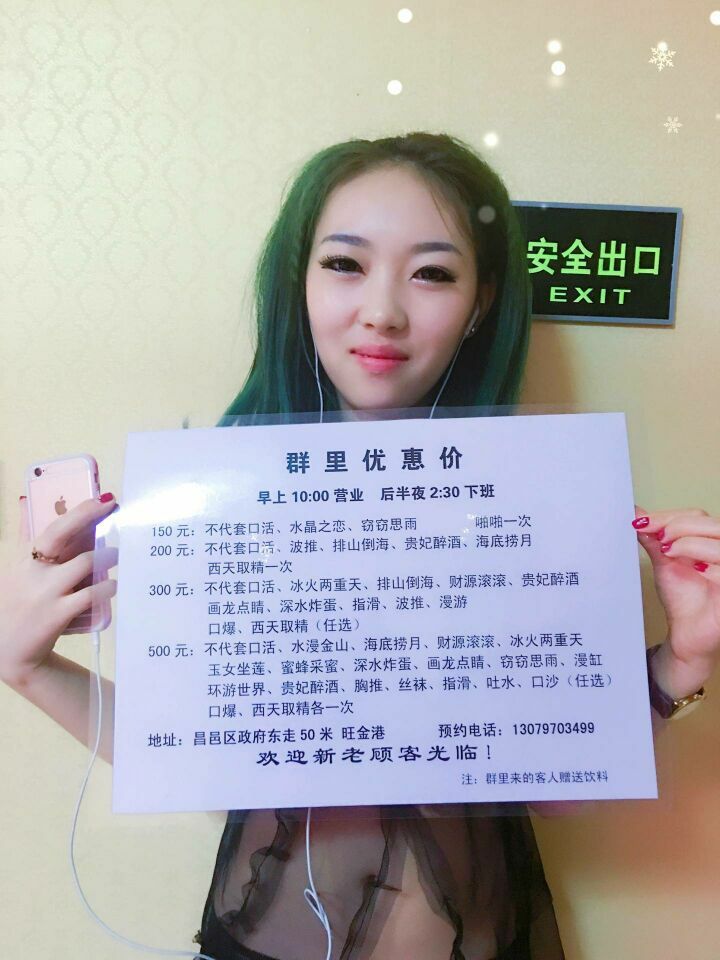 安全出口
EXIT
群里优惠价
早上 10:00 营业 后半夜 2:30 下班
150 元：不代套口活、水晶之恋、窃窃思雨 啪啪一次
200 元：不代套口活、波推、排山倒海、贵妃醉酒、海底捞月
西天取精一次
300 元：不代套口活、冰火两重天、排山倒海、财源滚滚、贵妃醉酒
画龙点睛、深水炸蛋、指滑、波推、漫游
口爆、西天取精（任选）
500 元：不代套口活、水漫金山、海底捞月、财源滚滚、冰火两重天
玉女坐莲、蜜蜂采蜜、深水炸蛋、画龙点睛、窃窃思雨、漫缸
环游世界、贵妃醉酒、胸推、丝袜、指滑、吐水、口沙（任选）
口爆、西天取精各一次
地址：昌邑区政府东走 50 米 旺金港 预约电话：13079703499
欢迎新老顾客光临！
注：群里来的客人赠送饮料